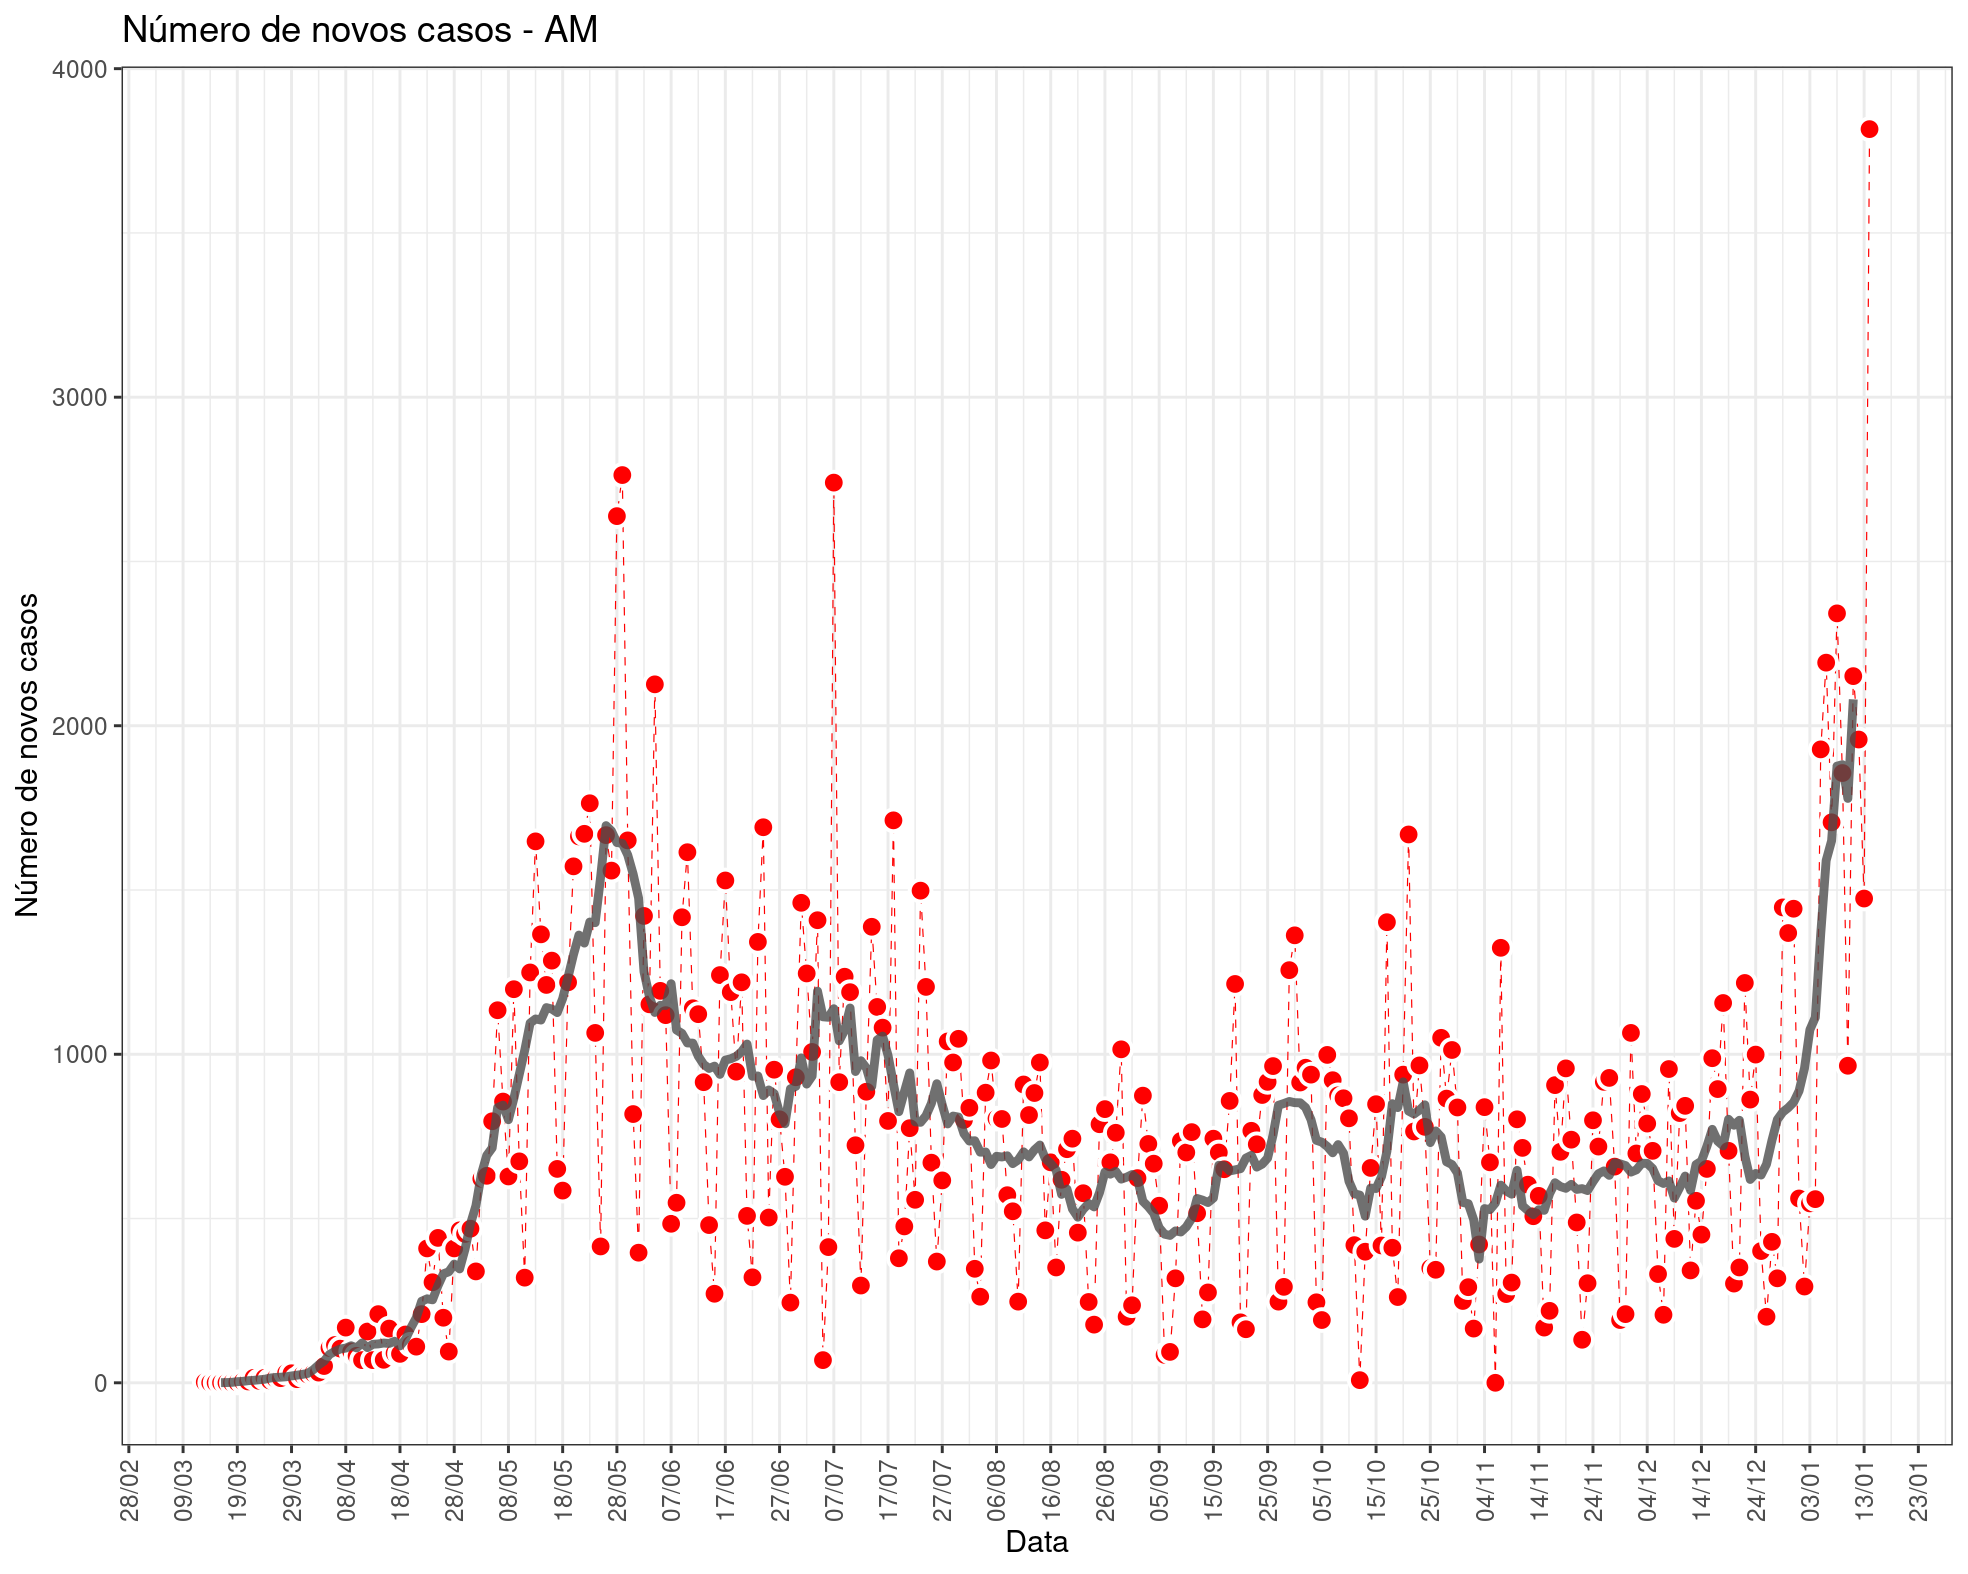 Número de novos casos - AM
4000
3000
2000
1000
0
Número de novos casos
28/02 09/03 19/03 29/03 08/04 18/04 28/04 08/05 18/05 28/05 07/06 17/06 27/06 07/07 17/07 27/07 06/08 16/08 26/08 05/09 15/09 25/09 05/10 15/10 25/10 04/11 14/11 24/11 04/12 14/12 24/12 03/01 13/01 23/01
Data